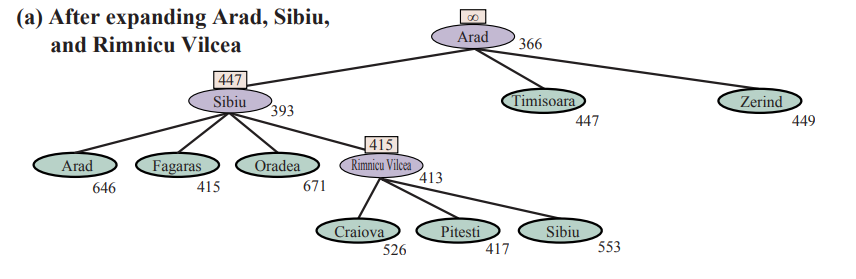 (a) After expanding Arad, Sibiu,
and Rimnicu Vilcea
∞
Arad
366
447
Sibiu
393
Timisoara
447
Zerind
449
Arad
646
Fagaras
415
Oradea
671
415
Rimnicu Vilcea
413
Craiova
526
Pitesti
417
Sibiu
553